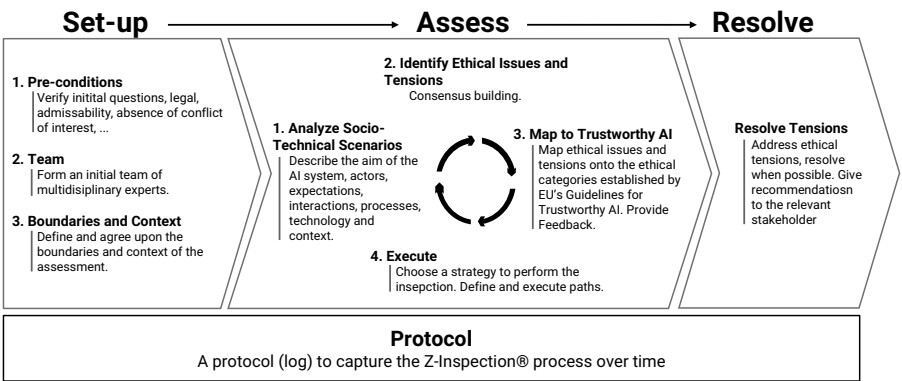 Set-up
Assess
Resolve
1. Pre-conditions
Verify initital questions, legal,
admissability, absence of conflict
of interest, ...
2. Team
Form an initial team of
multidisiplinary experts.
3. Boundaries and Context
Define and agree upon the
boundaries and context of the
assessment.
2. Identify Ethical Issues and
Tensions
Consensus building.
1. Analyze Socio-
Technical Scenarios
Describe the aim of the
AI system, actors,
expectations,
interactions, processes,
technology and
context.
3. Map to Trustworthy AI
Map ethical issues and
tensions onto the ethical
categories established by
EU's Guidelines for
Trustworthy AI. Provide
Feedback.
4. Execute
Choose a strategy to perform the
insepction. Define and execute paths.
Resolve Tensions
Address ethical
tensions, resolve
when possible. Give
recommendatiosn
to the relevant
stakeholder
Protocol
A protocol (log) to capture the Z-Inspection® process over time